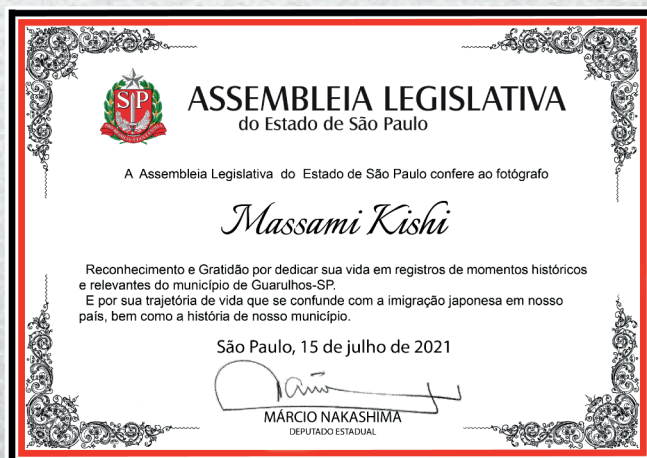 SP
ASSEMBLEIA LEGISLATIVA
do Estado de São Paulo
A Assembleia Legislativa do Estado de São Paulo confere ao fotógrafo
Massami Kishi
Reconhecimento e Gratidão por dedicar sua vida em registros de momentos históricos
e relevantes do município de Guarulhos-SP.
E por sua trajetória de vida que se confunde com a imigração japonesa em nosso
país, bem como a história de nosso município.
São Paulo, 15 de julho de 2021
MÁRCIO NAKASHIMA
DEPUTADO ESTADUAL